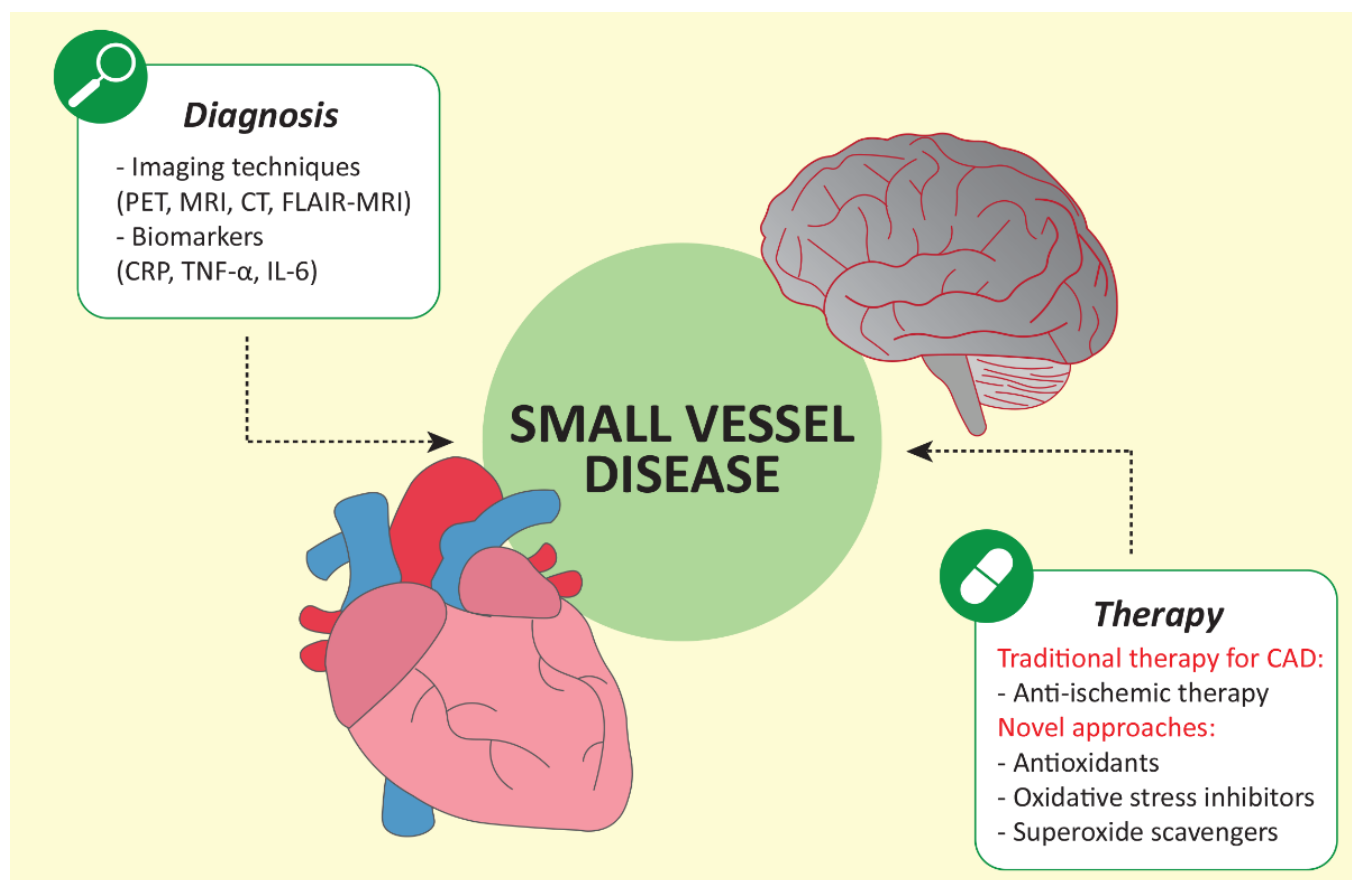 Diagnosis
- Imaging techniques
(PET, MRI, CT, FLAIR-MRI)
- Biomarkers
(CRP, TNF-α, IL-6)
SMALL VESSEL
DISEASE
Therapy
Traditional therapy for CAD:
- Anti-ischemic therapy
Novel approaches:
- Antioxidants
- Oxidative stress inhibitors
- Superoxide scavengers